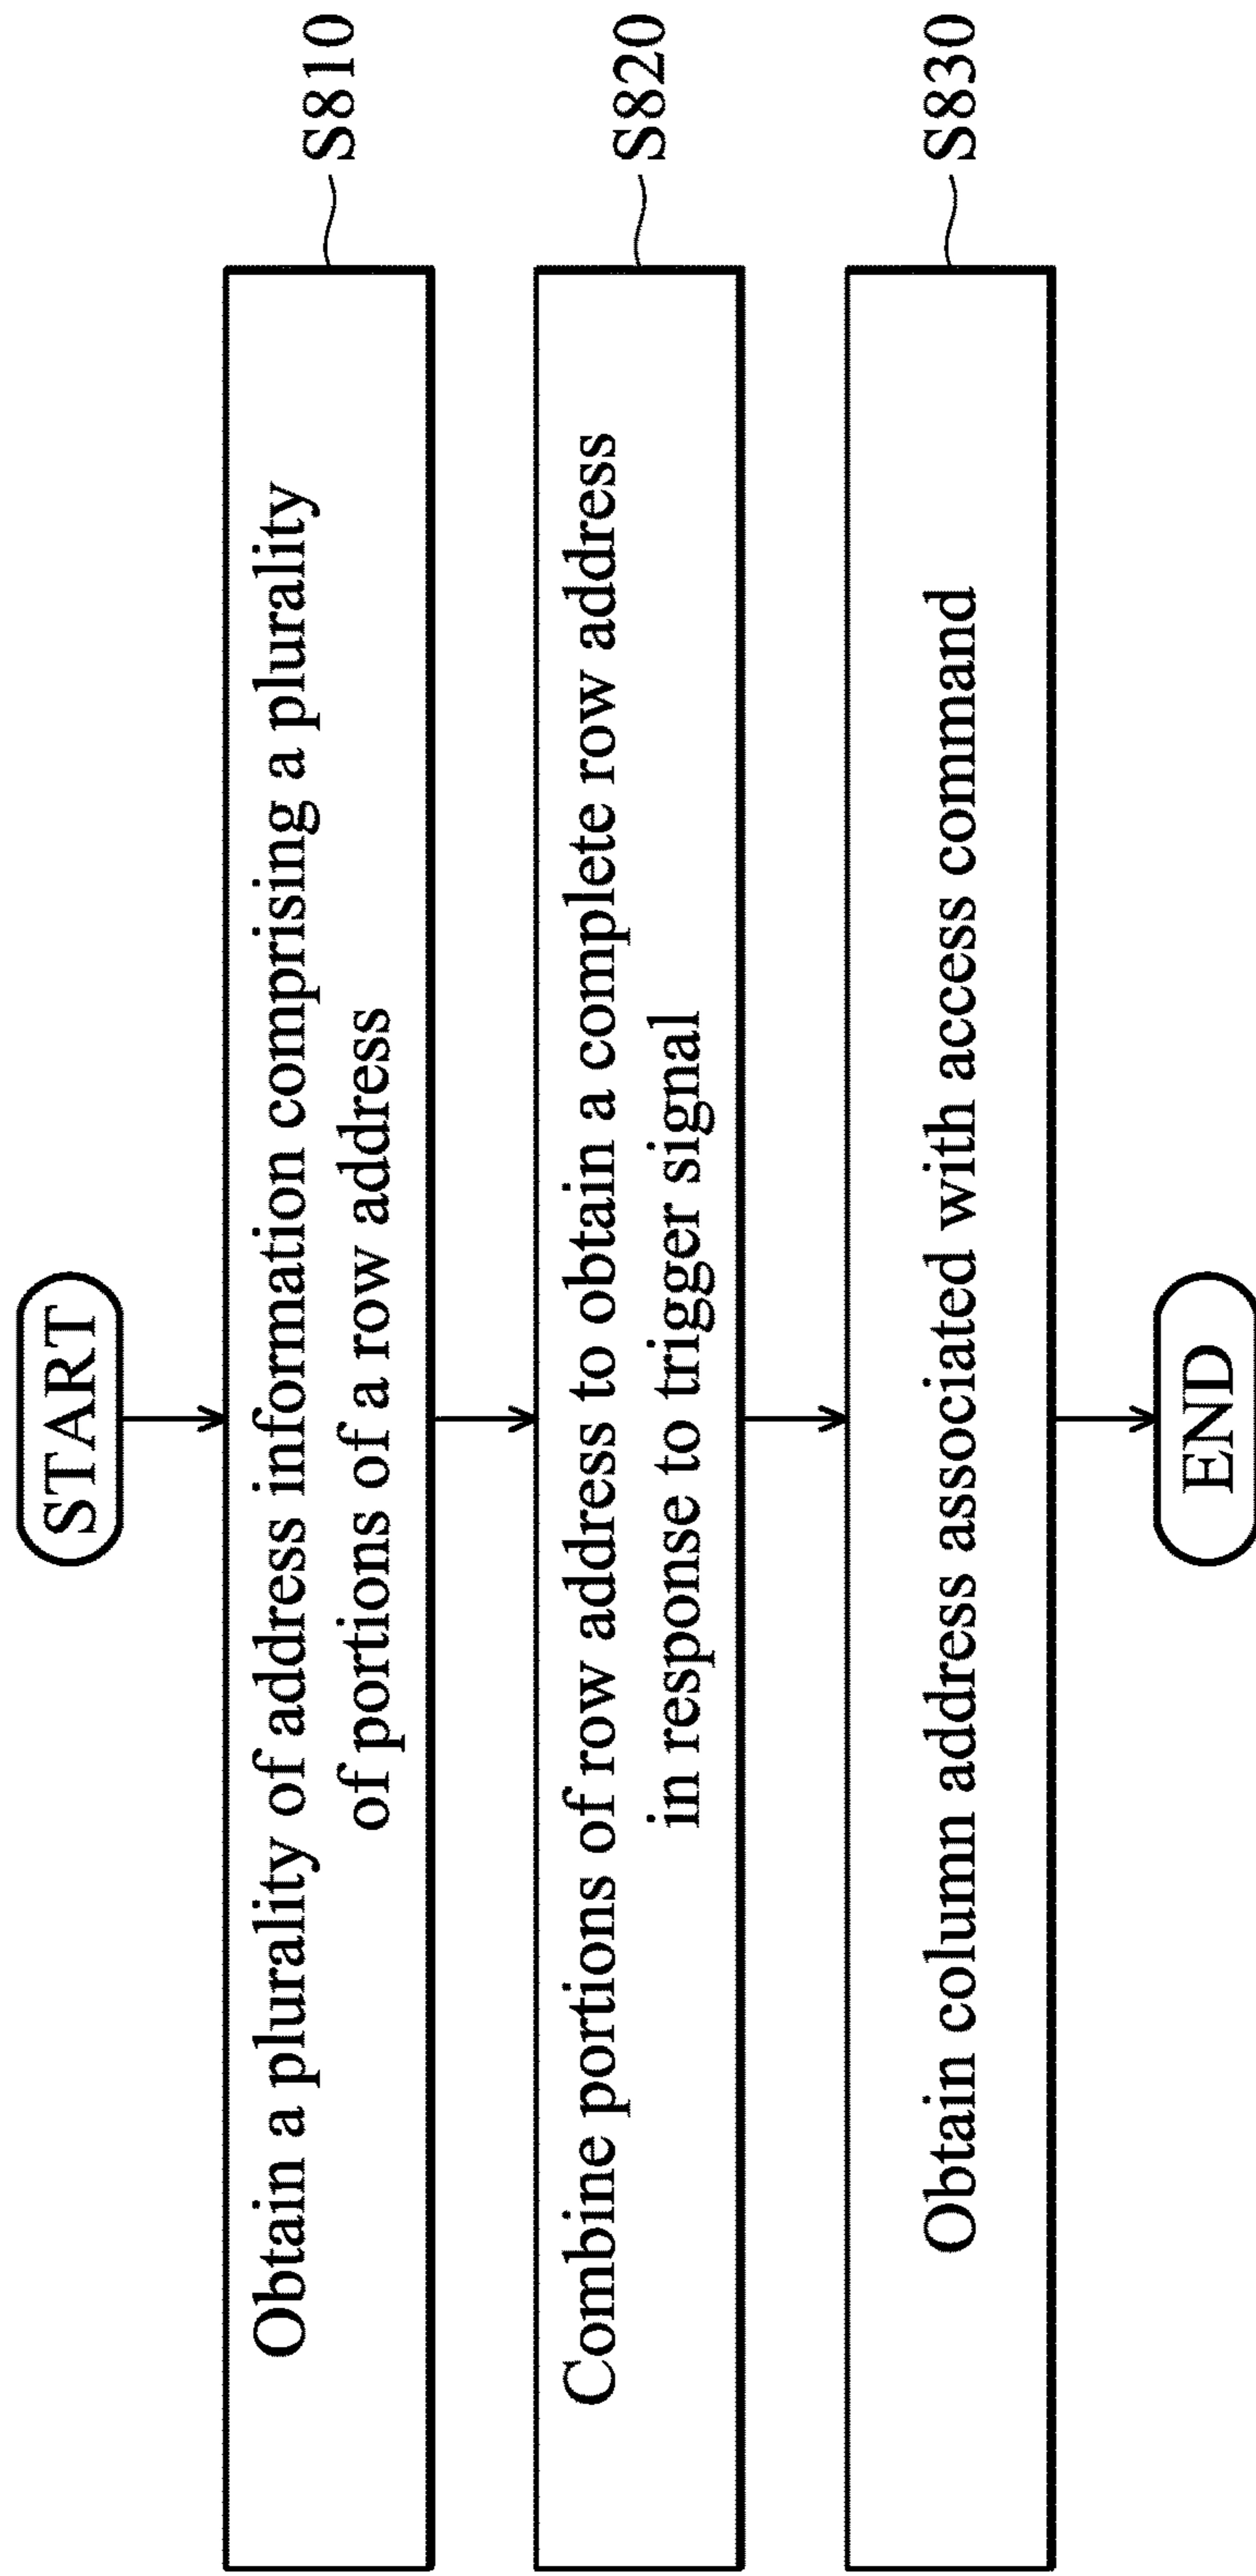 START
Obtain a plurality of address information comprising a plurality
of portions of a row address
S810
Combine portions of row address to obtain a complete row address
in response to trigger signal
S820
Obtain column address associated with access command
S830
END